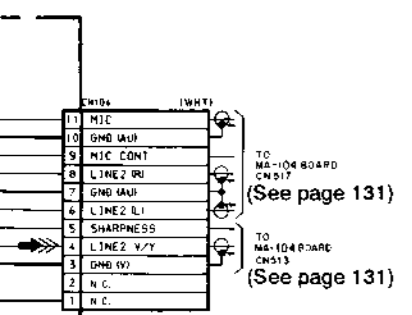 CN106 (WHT)
11 MIC
10 GND (AU)
9 MIC CONT
8 LINE2 (R)
7 GND (AU)
6 LINE2 (L)
5 SHARPNESS
4 LINE2 V/Y
3 GND (V)
2 N.C.
1 N.C.
TO
MA-104 BOARD
CN517
(See page 131)
TO
MA-104 BOARD
CN513
(See page 131)